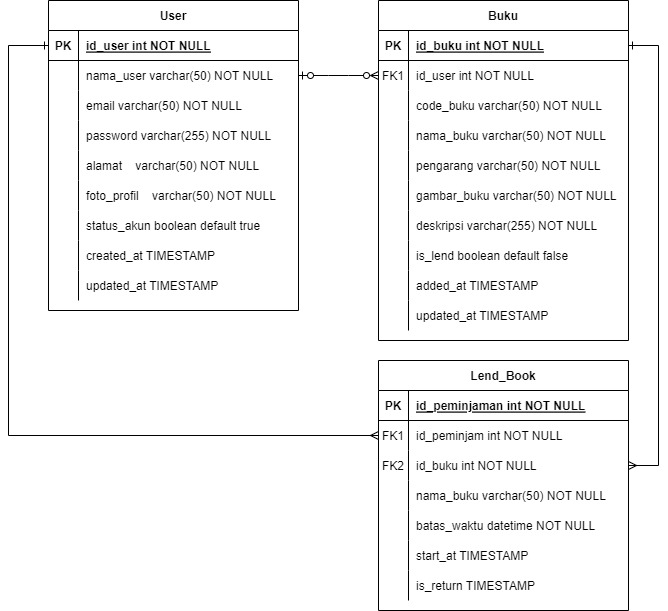 User
PK id_user int NOT NULL
nama_user varchar(50) NOT NULL
email varchar(50) NOT NULL
password varchar(255) NOT NULL
alamat varchar(50) NOT NULL
foto_profil varchar(50) NOT NULL
status_akun boolean default true
created_at TIMESTAMP
updated_at TIMESTAMP
Buku
PK id_buku int NOT NULL
FK1 id_user int NOT NULL
code_buku varchar(50) NOT NULL
nama_buku varchar(50) NOT NULL
pengarang varchar(50) NOT NULL
gambar_buku varchar(50) NOT NULL
deskripsi varchar(255) NOT NULL
is_lend boolean default false
added_at TIMESTAMP
updated_at TIMESTAMP
Lend_Book
PK id_peminjaman int NOT NULL
FK1 id_peminjam int NOT NULL
FK2 id_buku int NOT NULL
nama_buku varchar(50) NOT NULL
batas_waktu datetime NOT NULL
start_at TIMESTAMP
is_return TIMESTAMP